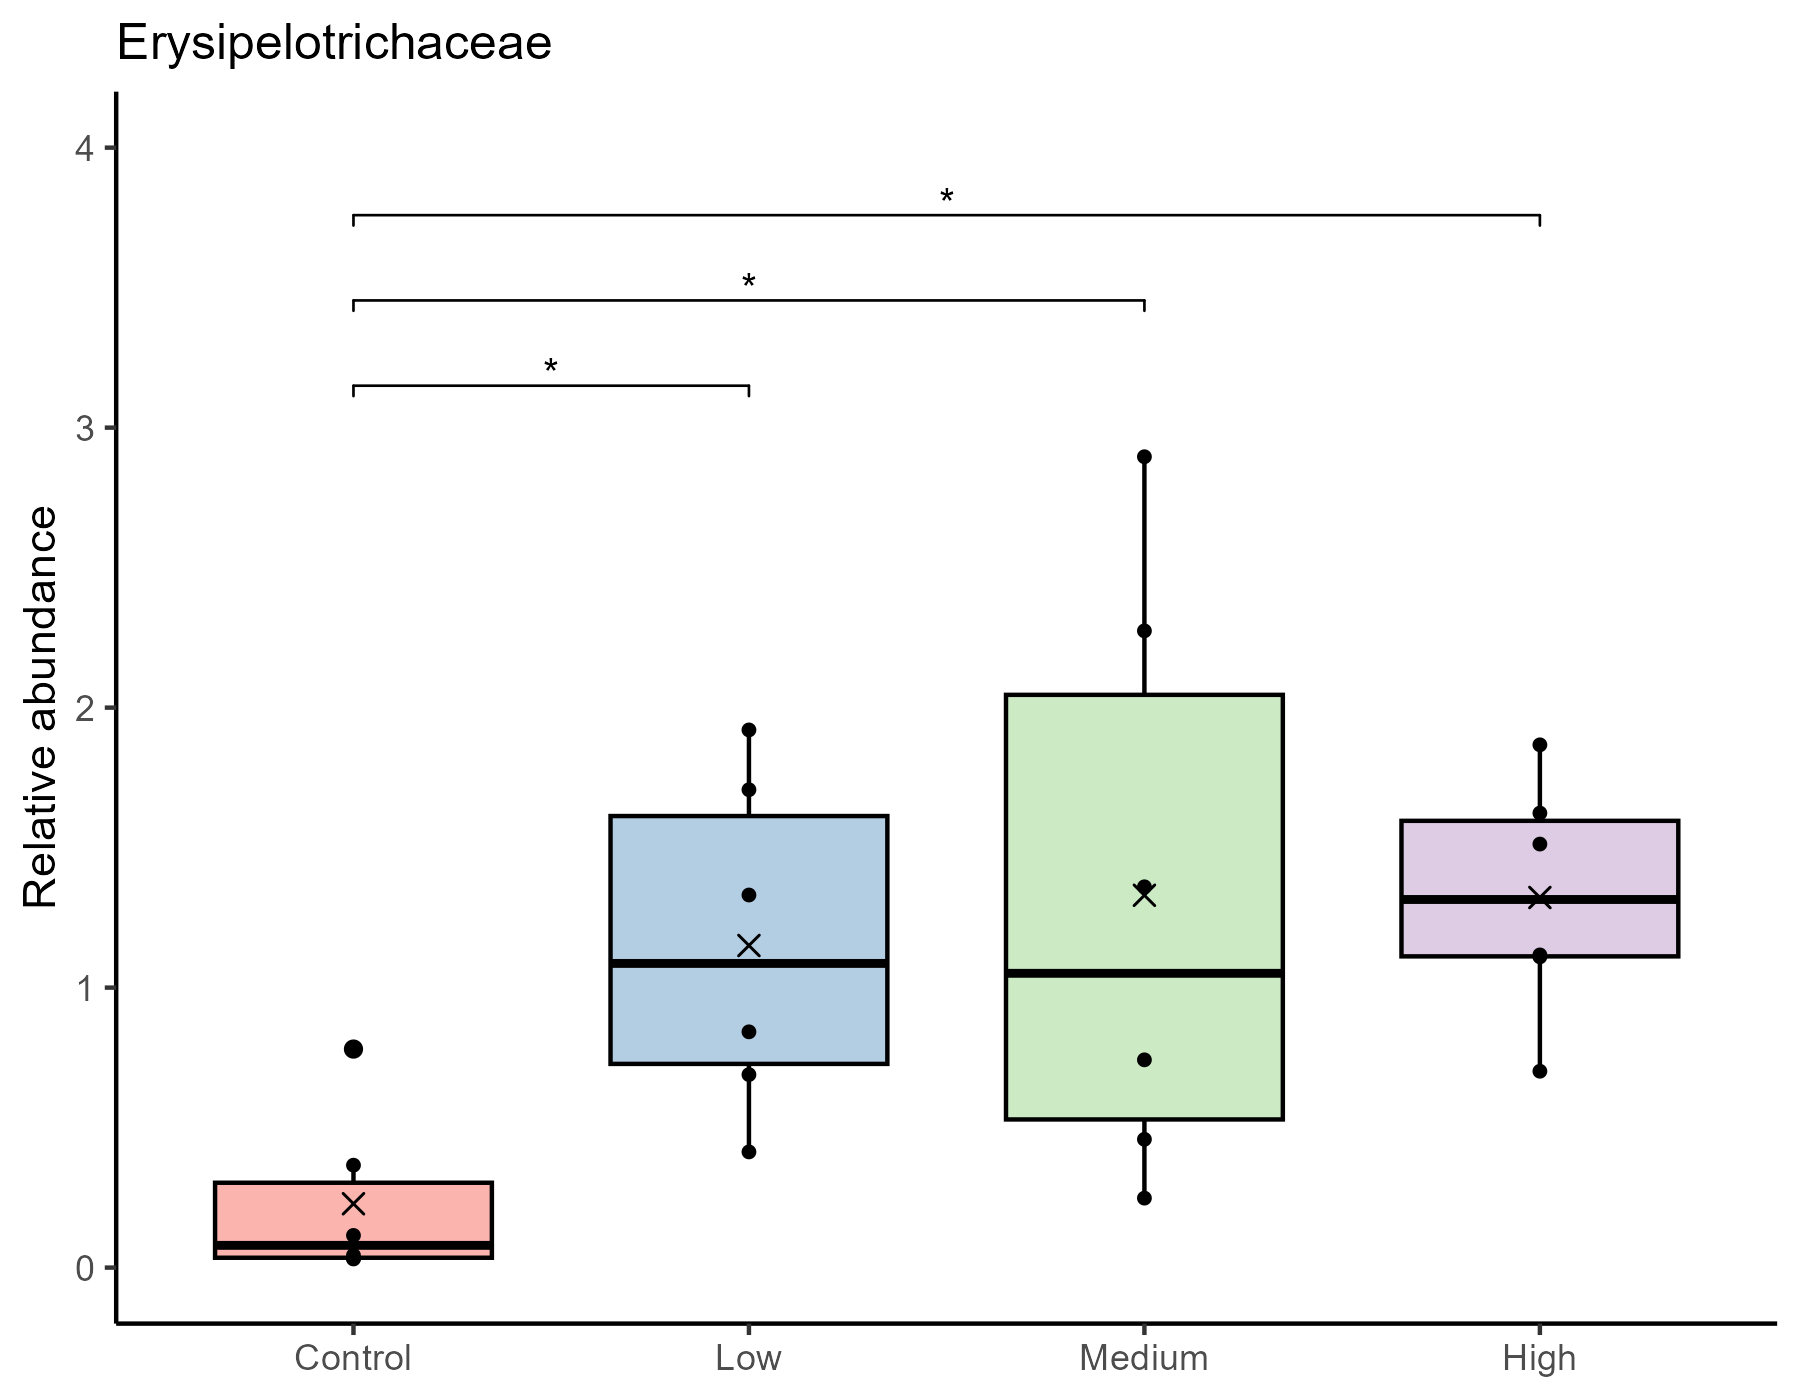 Erysipelotrichaceae
Relative abundance
4
3
2
1
0
*
*
*
Control
Low
Medium
High